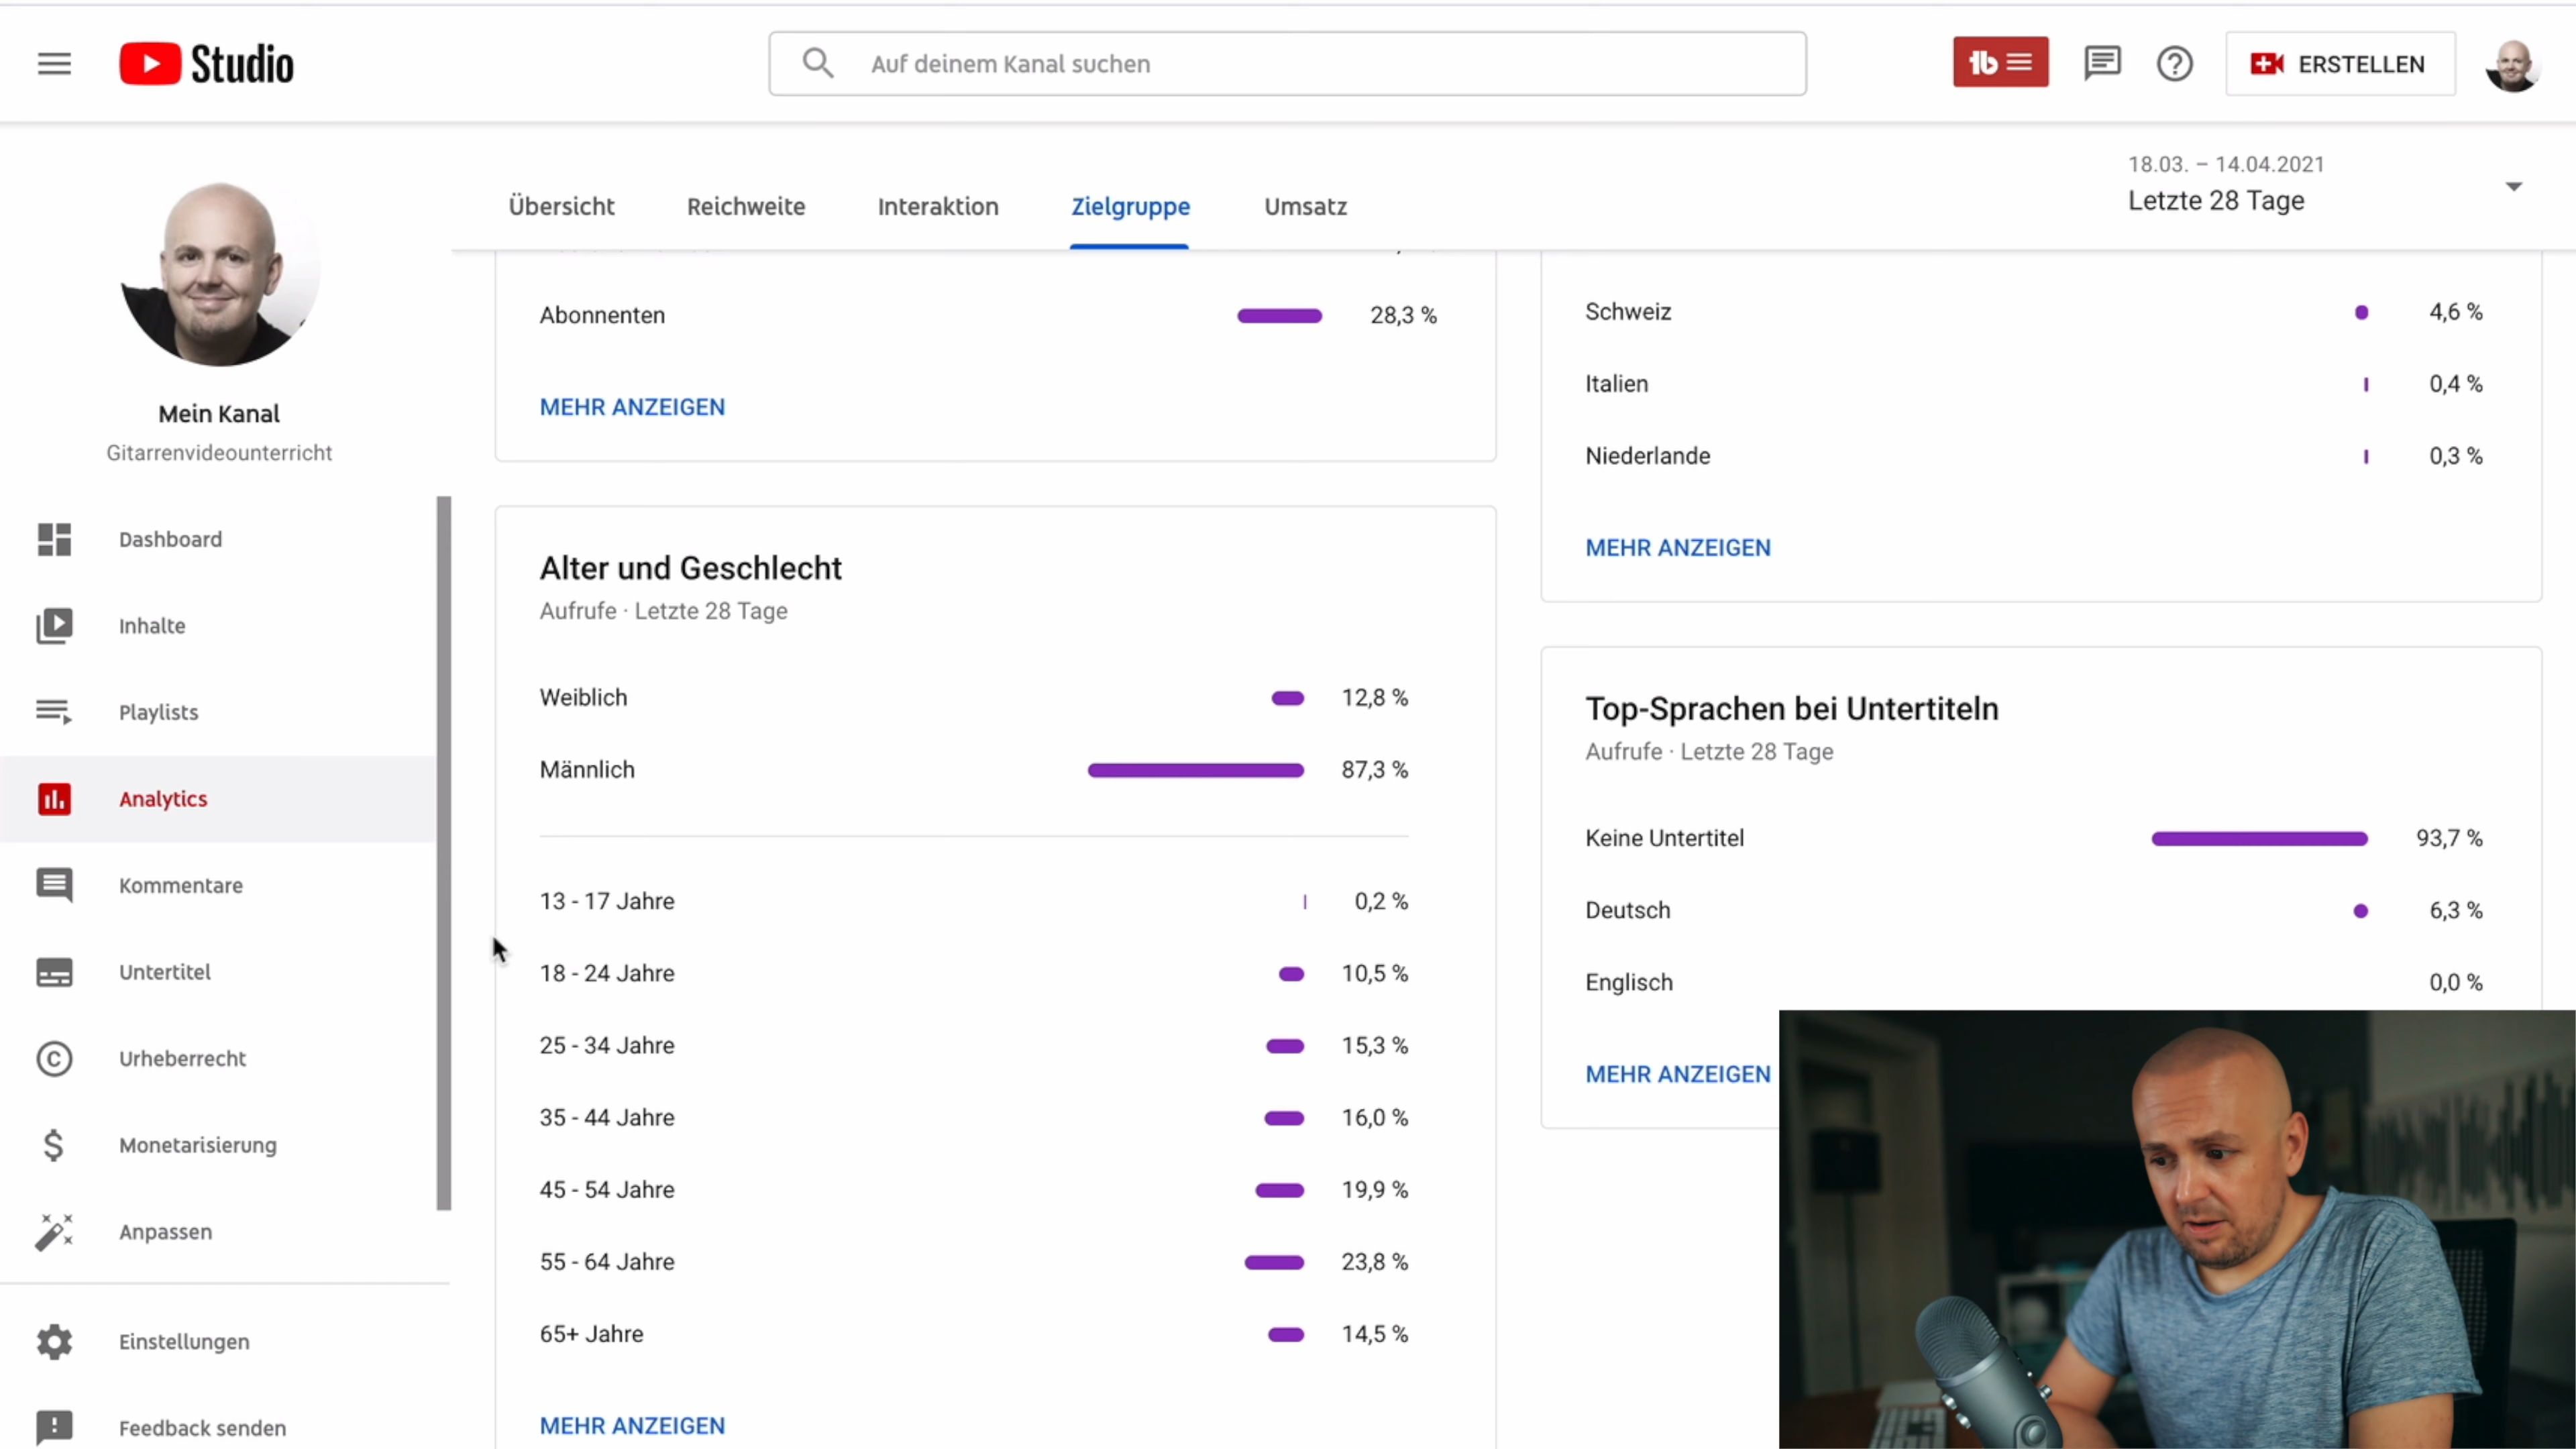 Studio
Auf deinem Kanal suchen
ERSTELLEN
18.03. – 14.04.2021
Letzte 28 Tage
Übersicht
Reichweite
Interaktion
Zielgruppe
Umsatz
Mein Kanal
Gitarrenvideounterricht
Dashboard
Inhalte
Playlists
Analytics
Kommentare
Untertitel
Urheberrecht
Monetarisierung
Anpassen
Einstellungen
Feedback senden
Abonnenten 28,3 %
MEHR ANZEIGEN
Alter und Geschlecht
Aufrufe · Letzte 28 Tage
Weiblich 12,8 %
Männlich 87,3 %
13 - 17 Jahre 0,2 %
18 - 24 Jahre 10,5 %
25 - 34 Jahre 15,3 %
35 - 44 Jahre 16,0 %
45 - 54 Jahre 19,9 %
55 - 64 Jahre 23,8 %
65+ Jahre 14,5 %
MEHR ANZEIGEN
Schweiz 4,6 %
Italien 0,4 %
Niederlande 0,3 %
MEHR ANZEIGEN
Top-Sprachen bei Untertiteln
Aufrufe · Letzte 28 Tage
Keine Untertitel 93,7 %
Deutsch 6,3 %
Englisch 0,0 %
MEHR ANZEIGEN